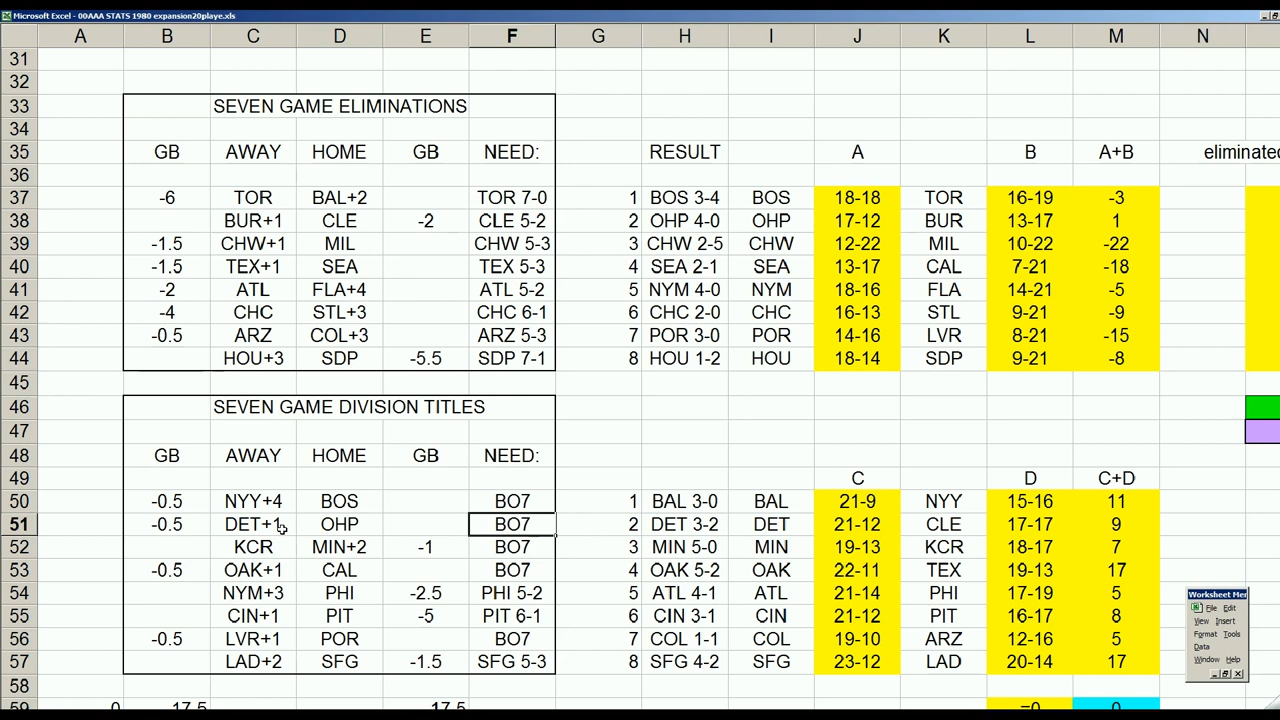 Microsoft Excel - 00AAA STATS 1980 expansion20playe.xls
A B C D E F G H I J K L M N
31
32
33 SEVEN GAME ELIMINATIONS
34
35 GB AWAY HOME GB NEED: RESULT A B A+B eliminated
36
37 -6 TOR BAL+2 TOR 7-0 1 BOS 3-4 BOS 18-18 TOR 16-19 -3
38 BUR+1 CLE -2 CLE 5-2 2 OHP 4-0 OHP 17-12 BUR 13-17 1
39 -1.5 CHW+1 MIL CHW 5-3 3 CHW 2-5 CHW 12-22 MIL 10-22 -22
40 -1.5 TEX+1 SEA TEX 5-3 4 SEA 2-1 SEA 13-17 CAL 7-21 -18
41 -2 ATL FLA+4 ATL 5-2 5 NYM 4-0 NYM 18-16 FLA 14-21 -5
42 -4 CHC STL+3 CHC 6-1 6 CHC 2-0 CHC 16-13 STL 9-21 -9
43 -0.5 ARZ COL+3 ARZ 5-3 7 POR 3-0 POR 14-16 LVR 8-21 -15
44 HOU+3 SDP -5.5 SDP 7-1 8 HOU 1-2 HOU 18-14 SDP 9-21 -8
45
46 SEVEN GAME DIVISION TITLES
47
48 GB AWAY HOME GB NEED:
49 C D C+D
50 -0.5 NYY+4 BOS BO7 1 BAL 3-0 BAL 21-9 NYY 15-16 11
51 -0.5 DET+1 OHP BO7 2 DET 3-2 DET 21-12 CLE 17-17 9
52 KCR MIN+2 -1 BO7 3 MIN 5-0 MIN 19-13 KCR 18-17 7
53 -0.5 OAK+1 CAL BO7 4 OAK 5-2 OAK 22-11 TEX 19-13 17
54 NYM+3 PHI -2.5 PHI 5-2 5 ATL 4-1 ATL 21-14 PHI 17-19 5
55 CIN+1 PIT -5 PIT 6-1 6 CIN 3-1 CIN 21-12 PIT 16-17 8
56 -0.5 LVR+1 POR BO7 7 COL 1-1 COL 19-10 ARZ 12-16 5
57 LAD+2 SFG -1.5 SFG 5-3 8 SFG 4-2 SFG 23-12 LAD 20-14 17
58
59 0 17.5 17.5 =0 0
Worksheet Men
File Edit
View Insert
Format Tools
Data
Window Help